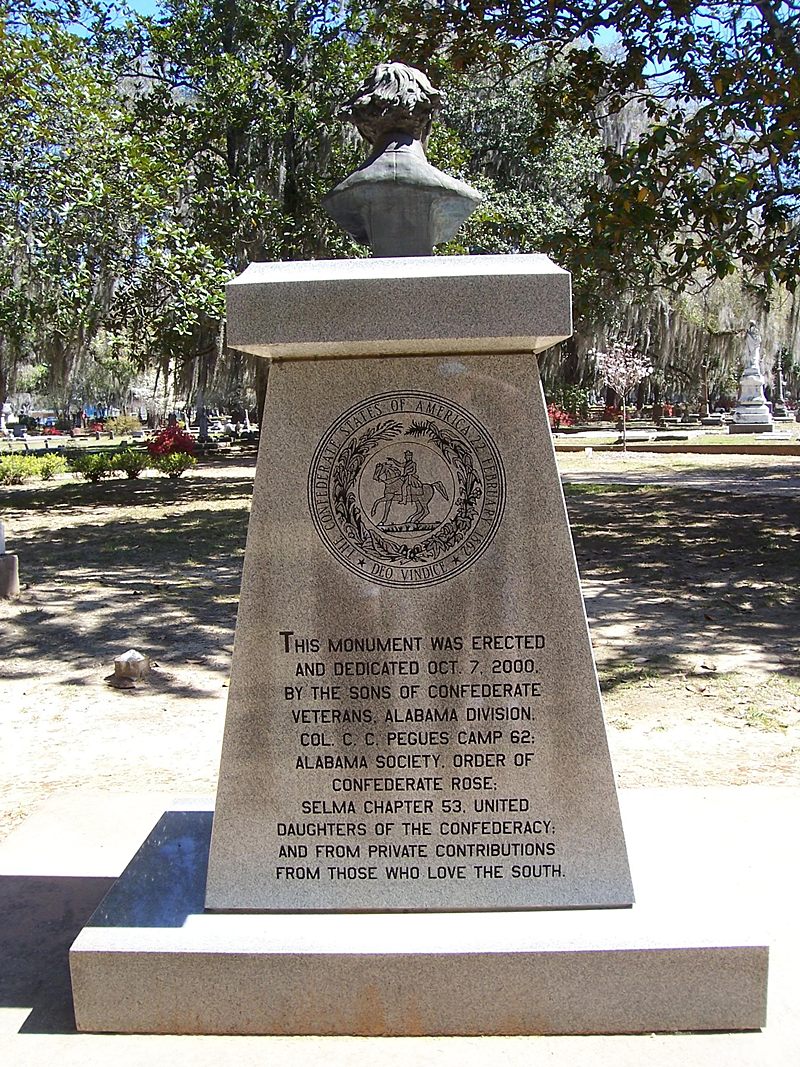 THE CONFEDERATE STATES OF AMERICA, 22 FEBRUARY 1862
★ DEO VINDICE ★
THIS MONUMENT WAS ERECTED
AND DEDICATED OCT. 7, 2000,
BY THE SONS OF CONFEDERATE
VETERANS, ALABAMA DIVISION,
COL. C. C. PEGUES CAMP 62;
ALABAMA SOCIETY, ORDER OF
CONFEDERATE ROSE;
SELMA CHAPTER 53, UNITED
DAUGHTERS OF THE CONFEDERACY;
AND FROM PRIVATE CONTRIBUTIONS
FROM THOSE WHO LOVE THE SOUTH.